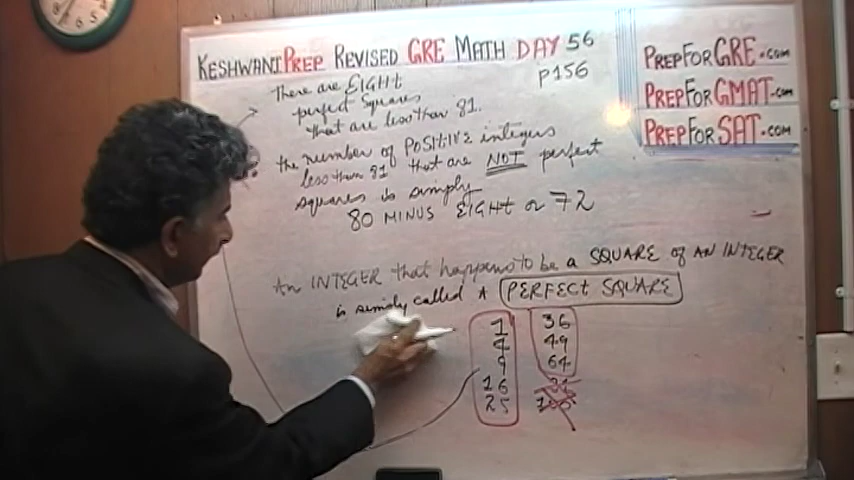 KESHWANIPREP REVISED GRE MATH DAY 56
p156
PREPFORGRE.com
PREPFORGMAT.com
PREPFORSAT.com
There are EIGHT
perfect Squares
that are less than 81.
the number of POSITIVE integers
less than 81 that are NOT perfect
squares is simply
80 MINUS EIGHT or 72
An INTEGER that happens to be a SQUARE of AN INTEGER
is simply called A PERFECT SQUARE
1 36
4 49
9 64
16 81
25 100